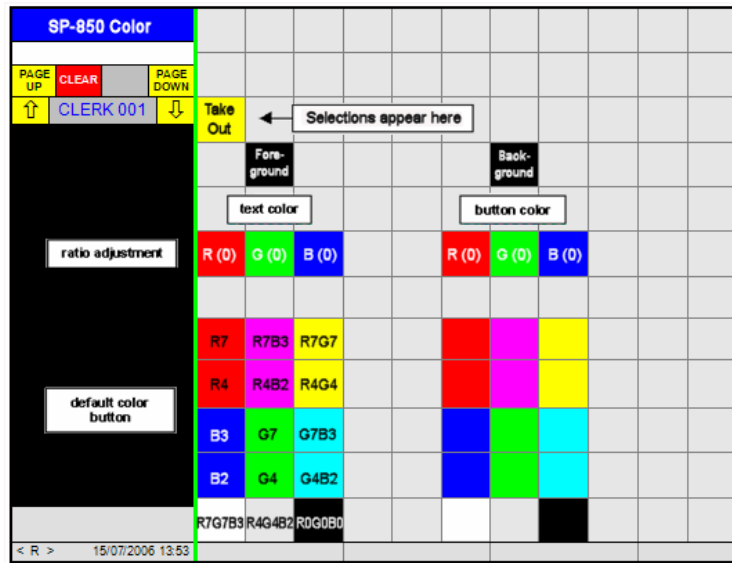 SP-850 Color
PAGE UP
CLEAR
PAGE DOWN
CLERK 001
Take Out
Selections appear here
Fore-ground
Back-ground
text color
button color
ratio adjustment
R (0) G (0) B (0)
R (0) G (0) B (0)
R7 R7B3 R7G7
R4 R4B2 R4G4
default color
button
B3 G7 G7B3
B2 G4 G4B2
R7G7B3 R4G4B2 R0G0B0
< R > 15/07/2006 13:53